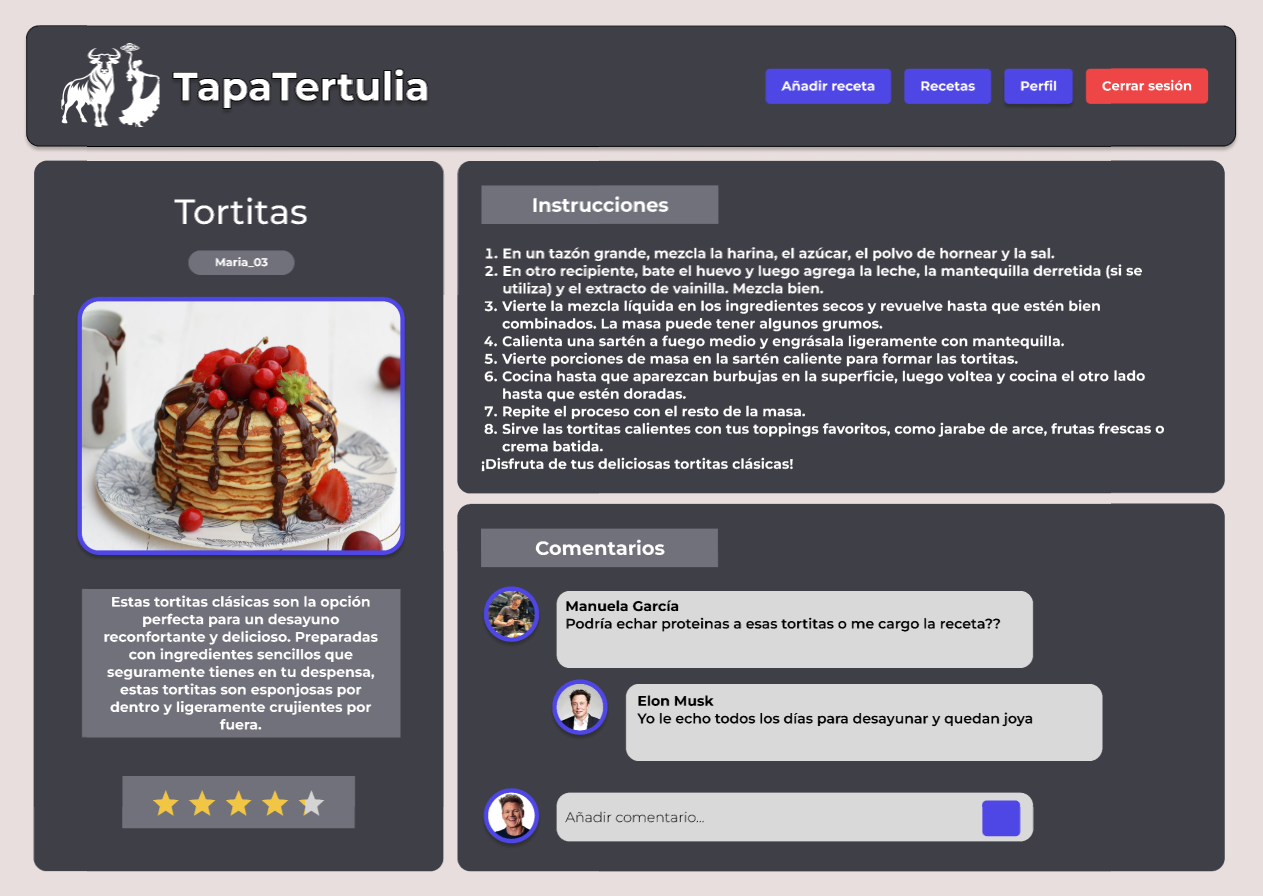 TapaTertulia
Añadir receta
Recetas
Perfil
Cerrar sesión
Tortitas
Maria_03
Estas tortitas clásicas son la opción
perfecta para un desayuno
reconfortante y delicioso. Preparadas
con ingredientes sencillos que
seguramente tienes en tu despensa,
estas tortitas son esponjosas por
dentro y ligeramente crujientes por
fuera.
Instrucciones
1. En un tazón grande, mezcla la harina, el azúcar, el polvo de hornear y la sal.
2. En otro recipiente, bate el huevo y luego agrega la leche, la mantequilla derretida (si se
utiliza) y el extracto de vainilla. Mezcla bien.
3. Vierte la mezcla líquida en los ingredientes secos y revuelve hasta que estén bien
combinados. La masa puede tener algunos grumos.
4. Calienta una sartén a fuego medio y engrásala ligeramente con mantequilla.
5. Vierte porciones de masa en la sartén caliente para formar las tortitas.
6. Cocina hasta que aparezcan burbujas en la superficie, luego voltea y cocina el otro lado
hasta que estén doradas.
7. Repite el proceso con el resto de la masa.
8. Sirve las tortitas calientes con tus toppings favoritos, como jarabe de arce, frutas frescas o
crema batida.
¡Disfruta de tus deliciosas tortitas clásicas!
Comentarios
Manuela García
Podría echar proteinas a esas tortitas o me cargo la receta??
Elon Musk
Yo le echo todos los días para desayunar y quedan joya
Añadir comentario...